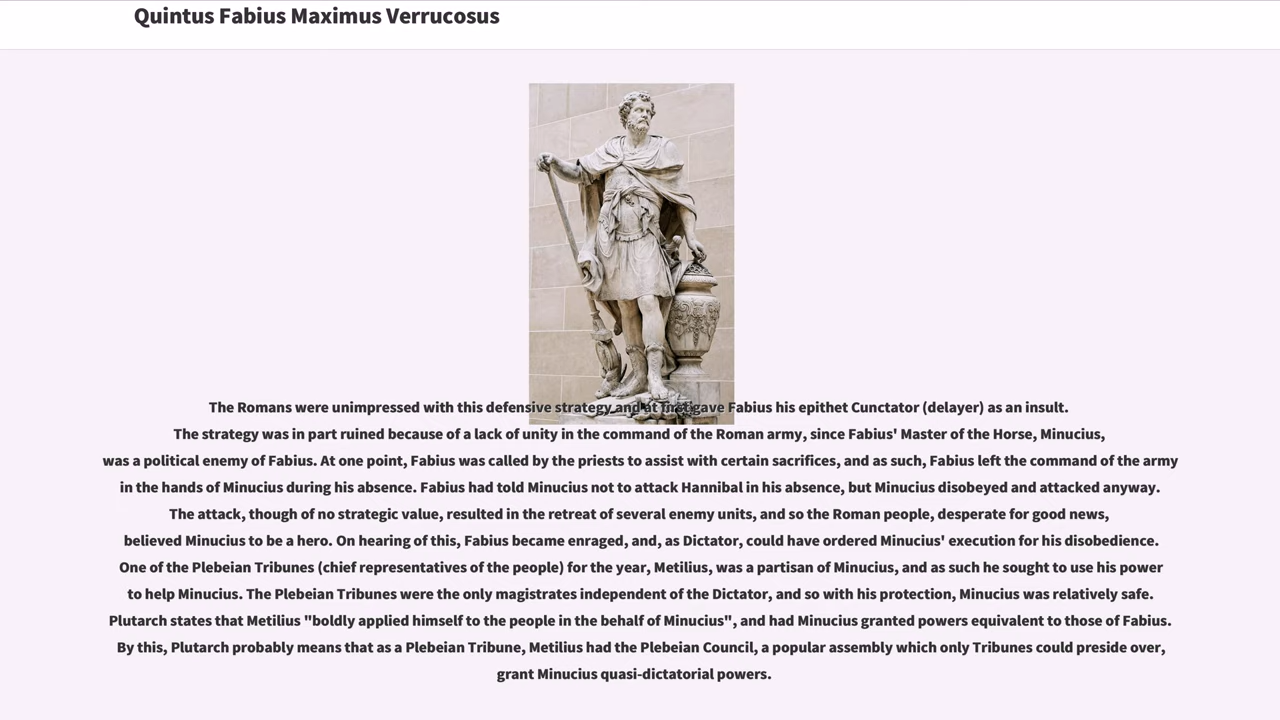 Quintus Fabius Maximus Verrucosus
The Romans were unimpressed with this defensive strategy and at first gave Fabius his epithet Cunctator (delayer) as an insult.
The strategy was in part ruined because of a lack of unity in the command of the Roman army, since Fabius' Master of the Horse, Minucius,
was a political enemy of Fabius. At one point, Fabius was called by the priests to assist with certain sacrifices, and as such, Fabius left the command of the army
in the hands of Minucius during his absence. Fabius had told Minucius not to attack Hannibal in his absence, but Minucius disobeyed and attacked anyway.
The attack, though of no strategic value, resulted in the retreat of several enemy units, and so the Roman people, desperate for good news,
believed Minucius to be a hero. On hearing of this, Fabius became enraged, and, as Dictator, could have ordered Minucius' execution for his disobedience.
One of the Plebeian Tribunes (chief representatives of the people) for the year, Metilius, was a partisan of Minucius, and as such he sought to use his power
to help Minucius. The Plebeian Tribunes were the only magistrates independent of the Dictator, and so with his protection, Minucius was relatively safe.
Plutarch states that Metilius "boldly applied himself to the people in the behalf of Minucius", and had Minucius granted powers equivalent to those of Fabius.
By this, Plutarch probably means that as a Plebeian Tribune, Metilius had the Plebeian Council, a popular assembly which only Tribunes could preside over,
grant Minucius quasi-dictatorial powers.